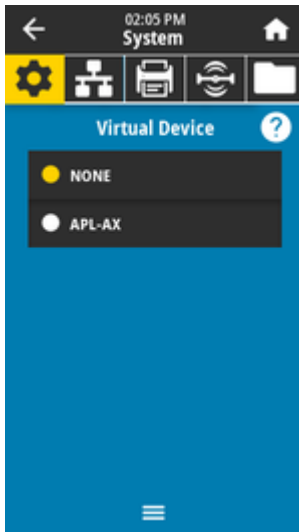 02:05 PM
System
Virtual Device
?
NONE
APL-AX